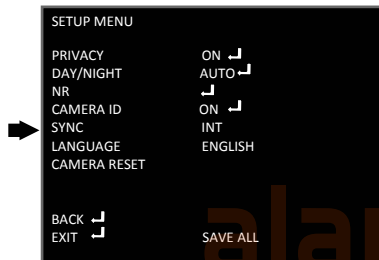 SETUP MENU
PRIVACY ON ↵
DAY/NIGHT AUTO ↵
NR ↵
CAMERA ID ON ↵
SYNC INT
LANGUAGE ENGLISH
CAMERA RESET
BACK ↵
EXIT ↵ SAVE ALL